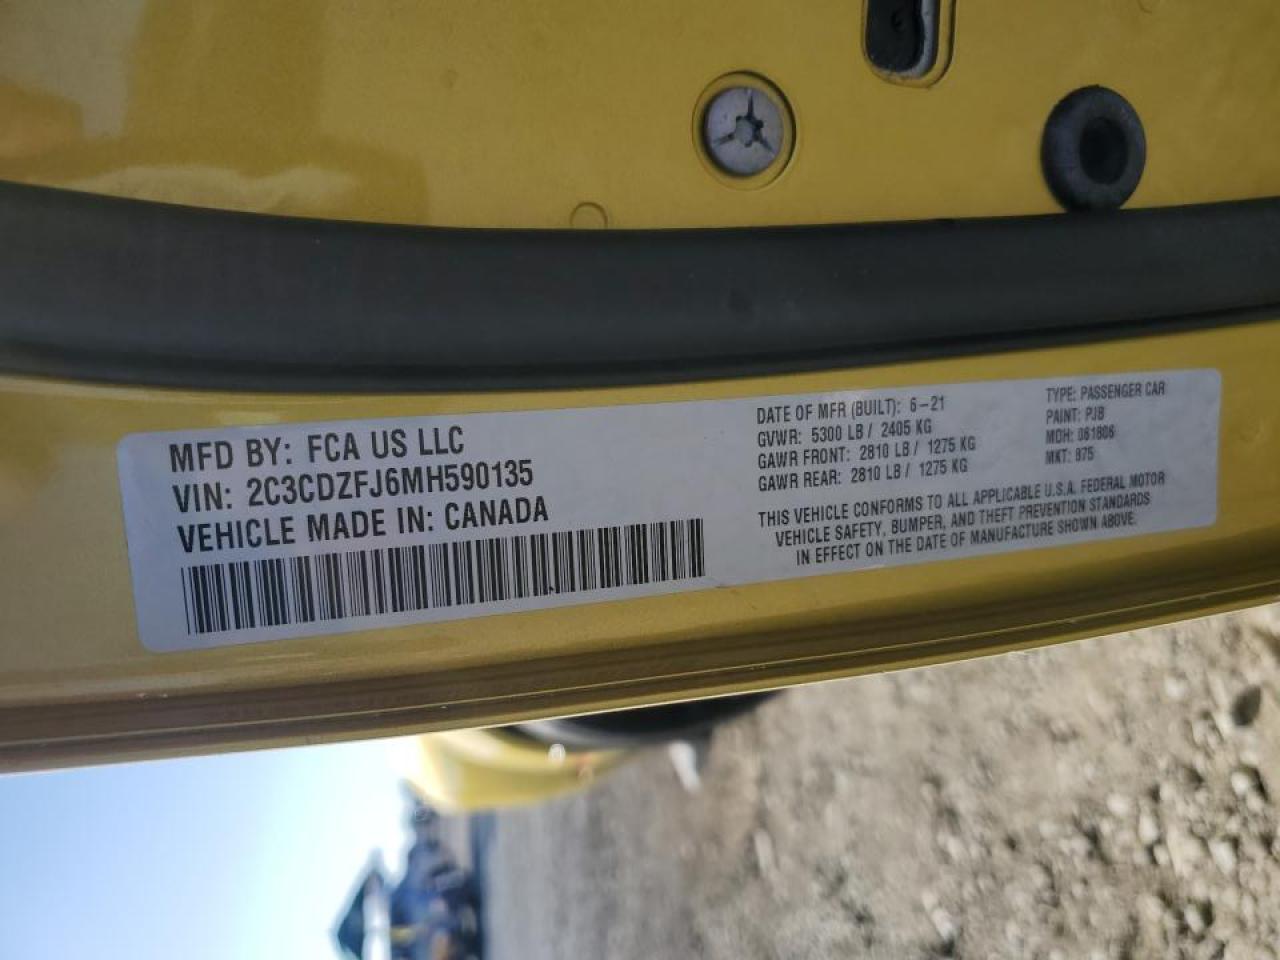 MFD BY: FCA US LLC
VIN: 2C3CDZFJ6MH590135
VEHICLE MADE IN: CANADA
DATE OF MFR (BUILT): 6-21
GVWR: 5300 LB / 2405 KG
GAWR FRONT: 2810 LB / 1275 KG
GAWR REAR: 2810 LB / 1275 KG
TYPE: PASSENGER CAR
PAINT: PJB
MDH: 061806
MKT: 875
THIS VEHICLE CONFORMS TO ALL APPLICABLE U.S.A. FEDERAL MOTOR
VEHICLE SAFETY, BUMPER, AND THEFT PREVENTION STANDARDS
IN EFFECT ON THE DATE OF MANUFACTURE SHOWN ABOVE.